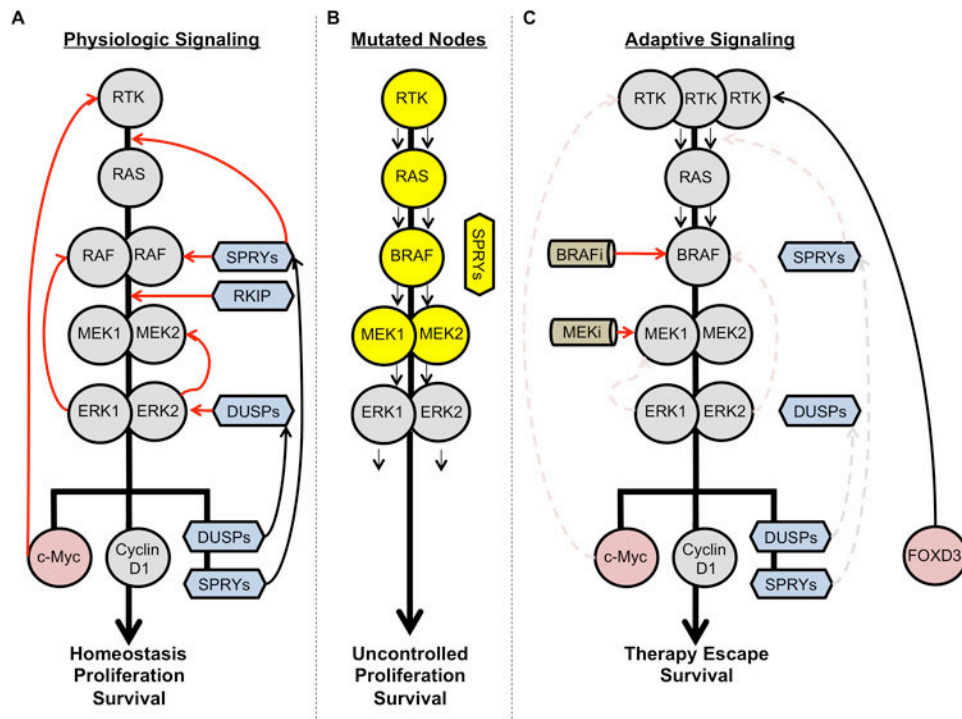 A
Physiologic Signaling
RTK
RAS
RAF
RAF
SPRYs
RKIP
MEK1
MEK2
ERK1
ERK2
DUSPs
DUSPs
c-Myc
Cyclin
D1
SPRYs
Homeostasis
Proliferation
Survival
B
Mutated Nodes
RTK
RAS
BRAF
SPRYs
MEK1
MEK2
ERK1
ERK2
Uncontrolled
Proliferation
Survival
C
Adaptive Signaling
RTK
RTK
RTK
RAS
BRAFi
BRAF
SPRYs
MEKi
MEK1
MEK2
ERK1
ERK2
DUSPs
DUSPs
c-Myc
Cyclin
D1
FOXD3
SPRYs
Therapy Escape
Survival